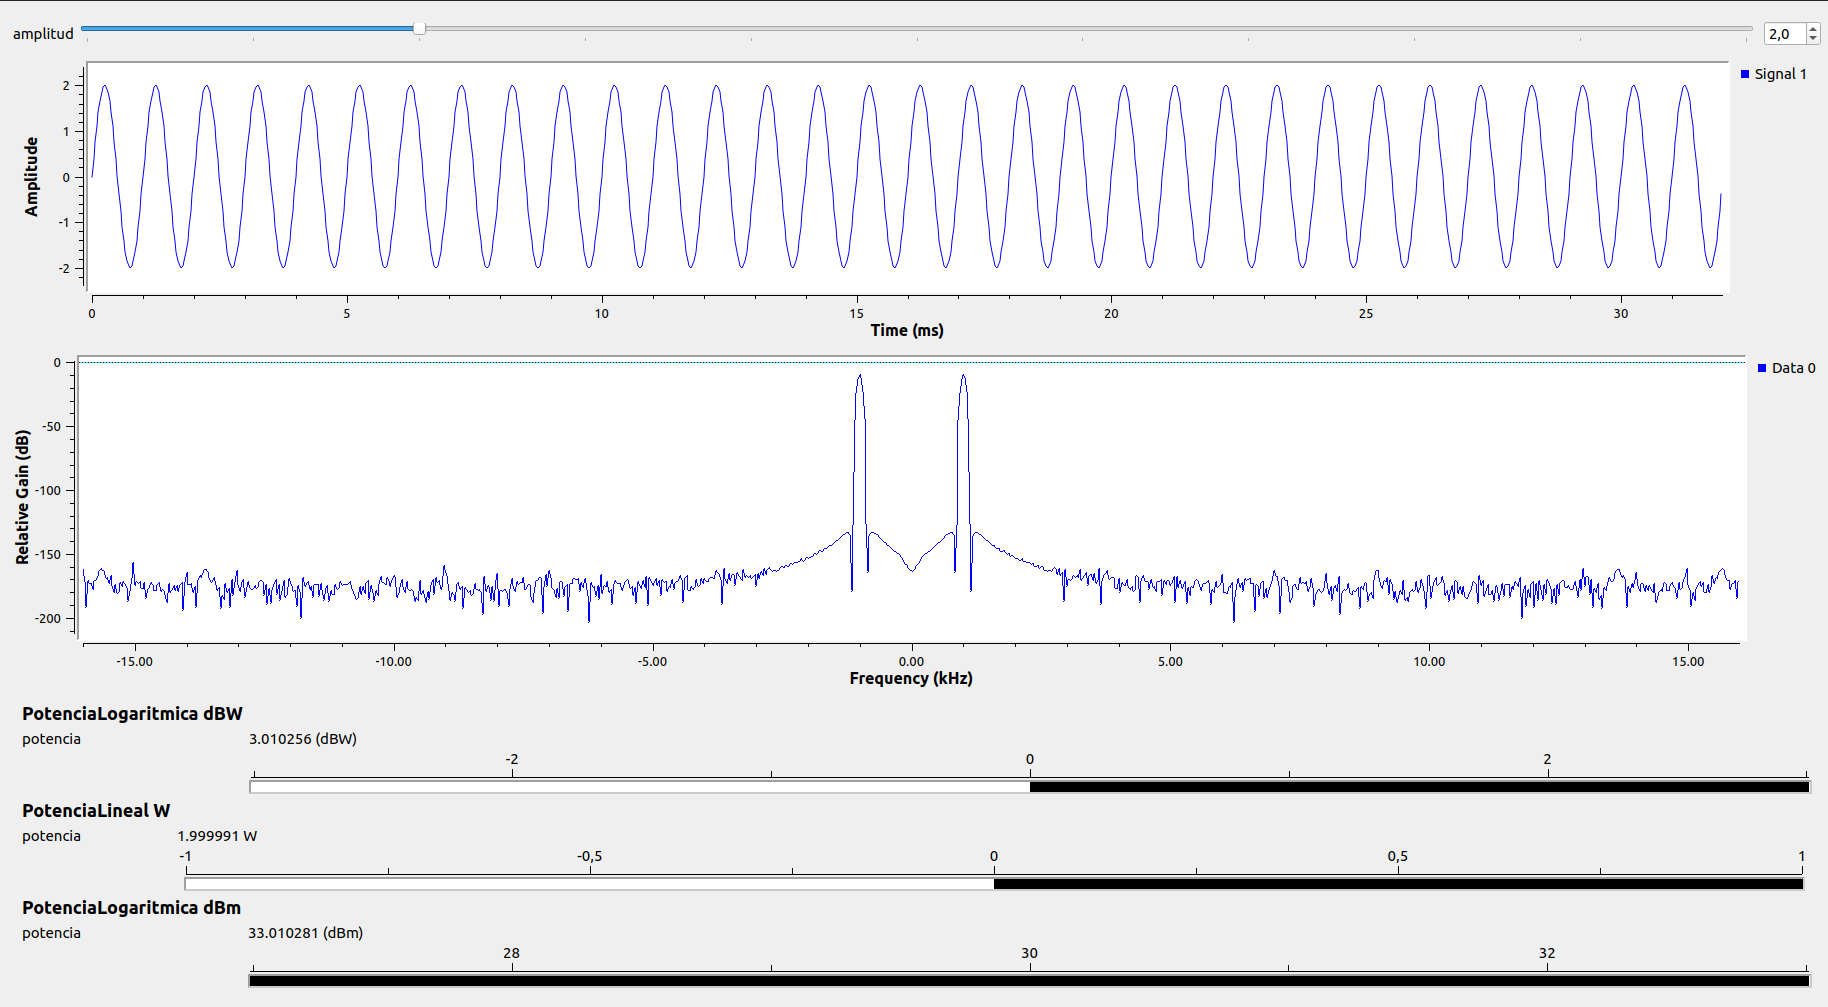 amplitud 2,0
Signal 1
Amplitude
2
1
0
-1
-2
0 5 10 15 20 25 30
Time (ms)
Data 0
Relative Gain (dB)
0
-50
-100
-150
-200
-15.00 -10.00 -5.00 0.00 5.00 10.00 15.00
Frequency (kHz)
PotenciaLogaritmica dBW
potencia 3.010256 (dBW)
-2 0 2
PotenciaLineal W
potencia 1.999991 W
-1 -0,5 0 0,5 1
PotenciaLogaritmica dBm
potencia 33.010281 (dBm)
28 30 32